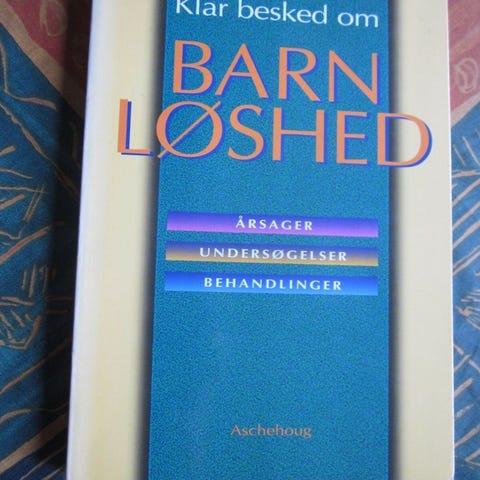 Klar besked om
BARN
LØSHED
ÅRSAGER
UNDERSØGELSER
BEHANDLINGER
Aschehoug